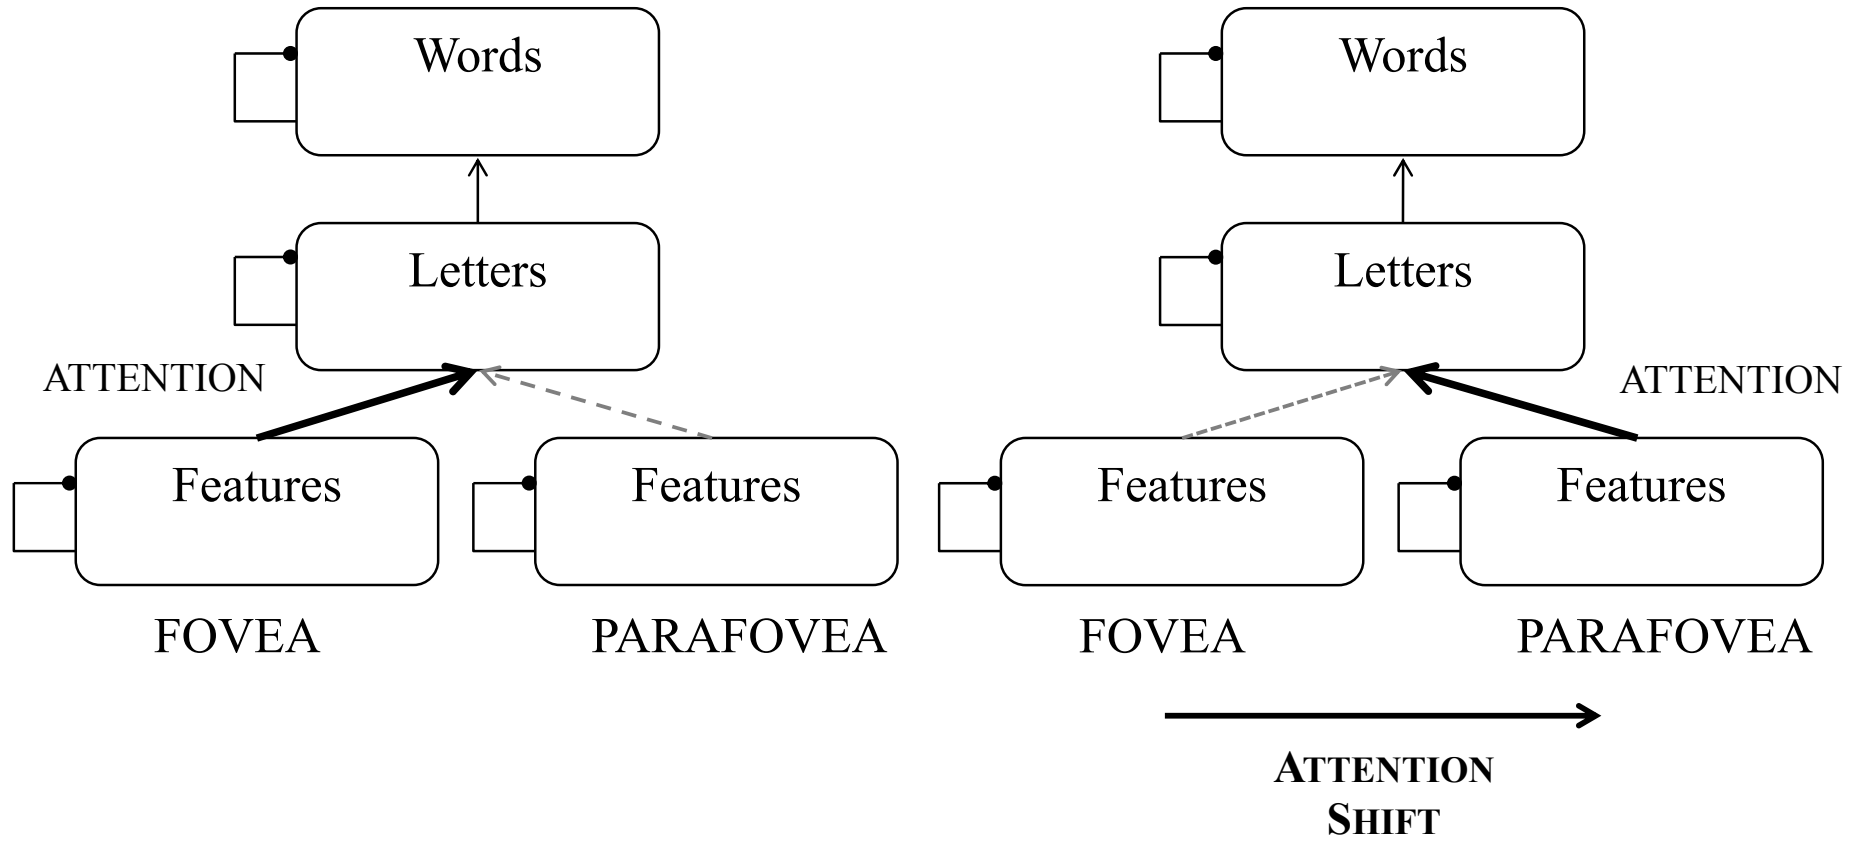 Words
Letters
ATTENTION
Features
Features
FOVEA
PARAFOVEA
Words
Letters
ATTENTION
Features
Features
FOVEA
PARAFOVEA
ATTENTION
SHIFT